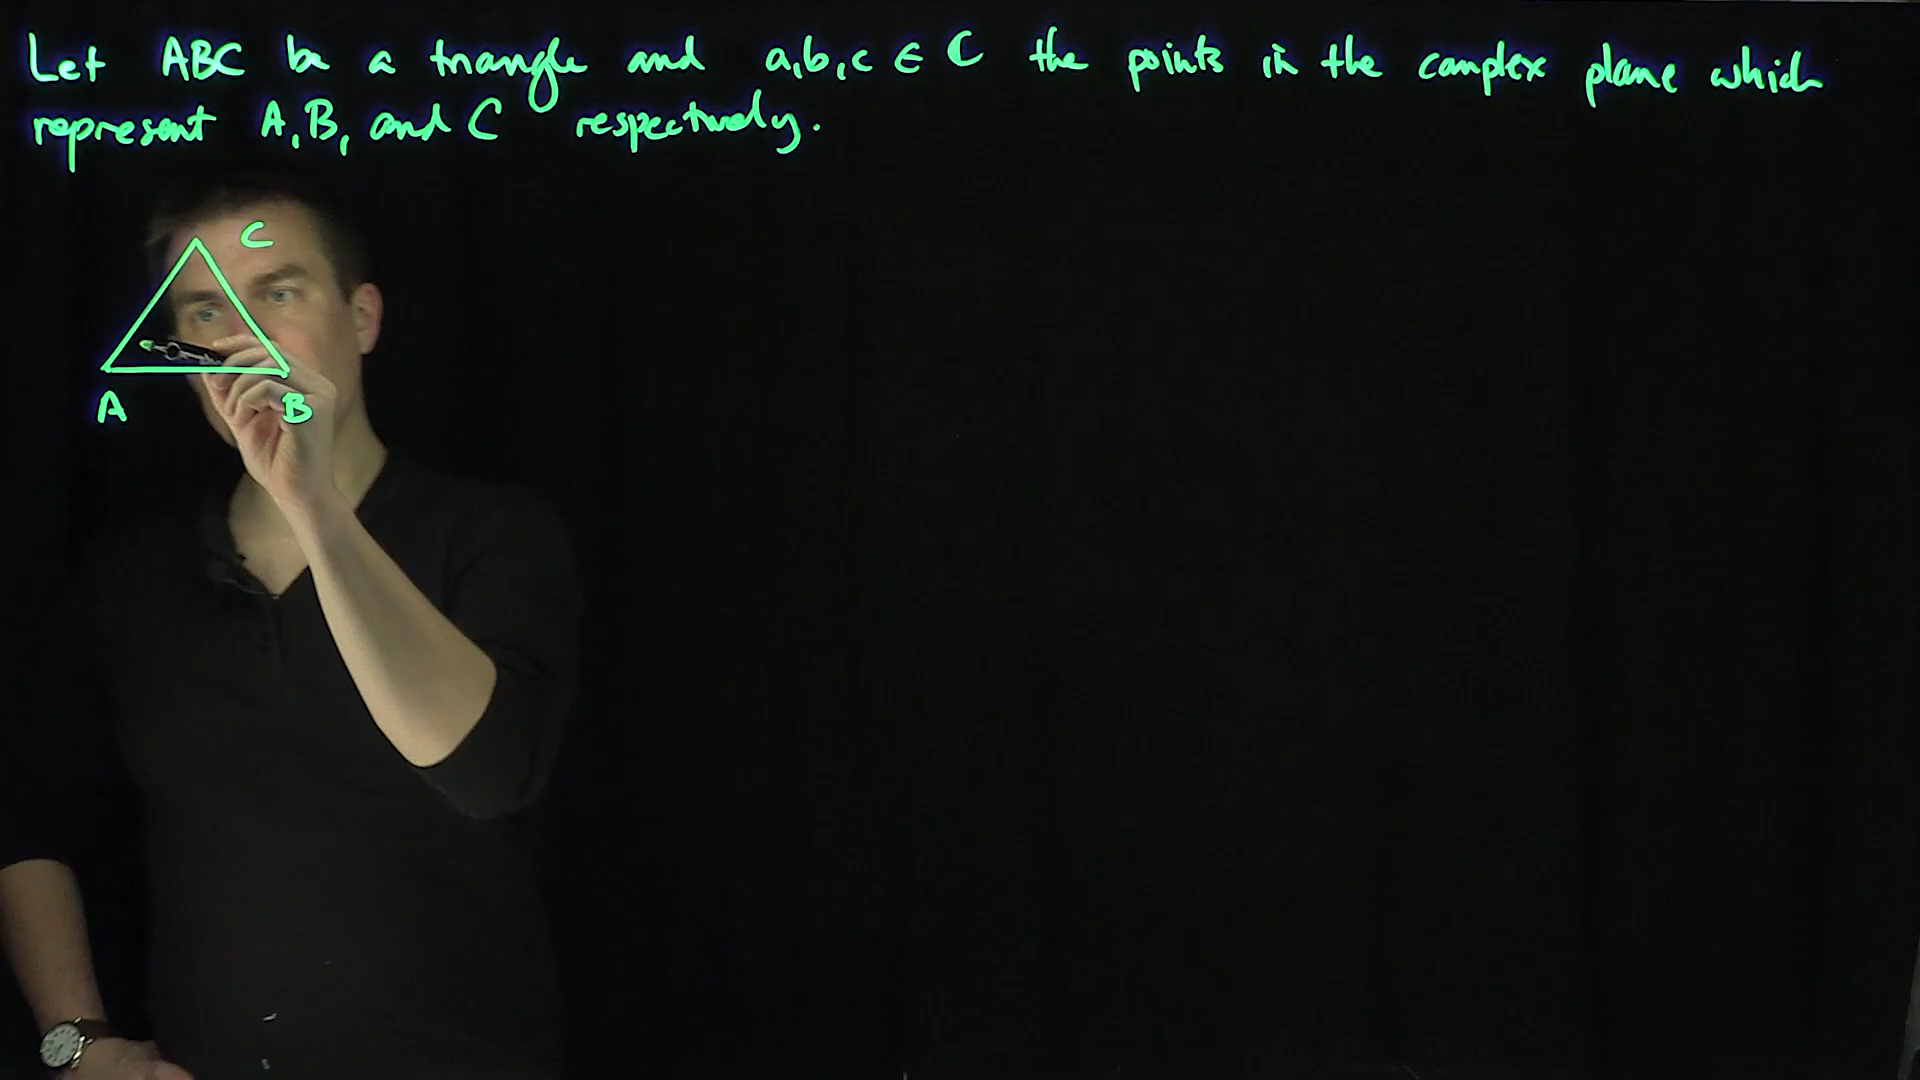 Let ABC be a triangle and a,b,c ∈ ℂ the points in the complex plane which
represent A, B, and C respectively.
C
A B